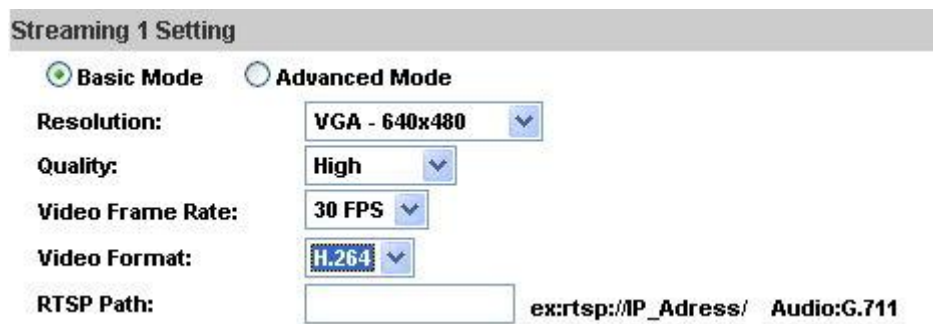 Streaming 1 Setting
Basic Mode Advanced Mode
Resolution: VGA - 640x480
Quality: High
Video Frame Rate: 30 FPS
Video Format: H.264
RTSP Path: ex:rtsp://IP_Adress/ Audio:G.711